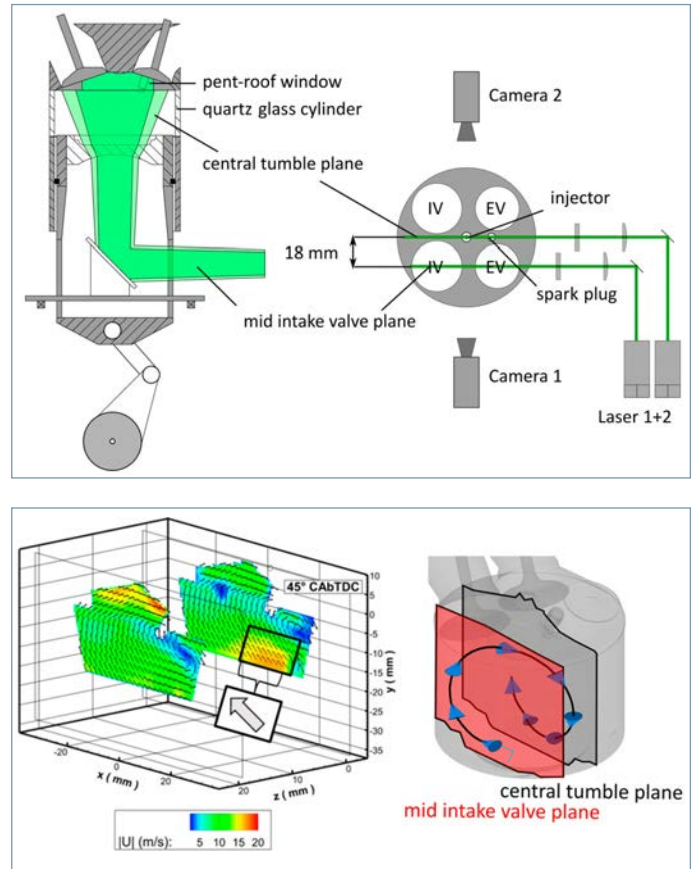 pent-roof window
quartz glass cylinder
central tumble plane
mid intake valve plane
Camera 2
IV
EV
injector
18 mm
IV
EV
spark plug
Camera 1
Laser 1+2
45° CAbTDC
10
5
0
-5
-10
-15
-20
-25
-30
-35
y ( mm )
-20
0
20
x ( mm )
20
10
0
z ( mm )
|U| (m/s):
5 10 15 20
central tumble plane
mid intake valve plane